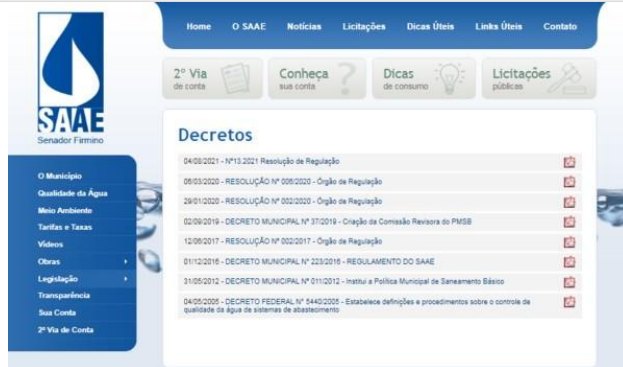 Home O SAAE Notícias Licitações Dicas Úteis Links Úteis Contato
2º Via
de conta
Conheça
sua conta
Dicas
de consumo
Licitações
públicas
SAAE
Senador Firmino
O Município
Qualidade da Água
Meio Ambiente
Tarifas e Taxas
Vídeos
Obras
Legislação
Transparência
Sua Conta
2º Via de Conta
Decretos
04/08/2021 - Nº13.2021 Resolução de Regulação
06/03/2020 - RESOLUÇÃO Nº 006/2020 - Órgão de Regulação
29/01/2020 - RESOLUÇÃO Nº 002/2020 - Órgão de Regulação
02/09/2019 - DECRETO MUNICIPAL Nº 37/2019 - Criação da Comissão Revisora do PMSB
12/06/2017 - RESOLUÇÃO Nº 002/2017 - Órgão de Regulação
01/12/2016 - DECRETO MUNICIPAL Nº 223/2016 - REGULAMENTO DO SAAE
31/05/2012 - DECRETO MUNICIPAL Nº 011/2012 - Institui a Política Municipal de Saneamento Básico
04/05/2005 - DECRETO FEDERAL Nº 5440/2005 - Estabelece definições e procedimentos sobre o controle de
qualidade da água de sistemas de abastecimento